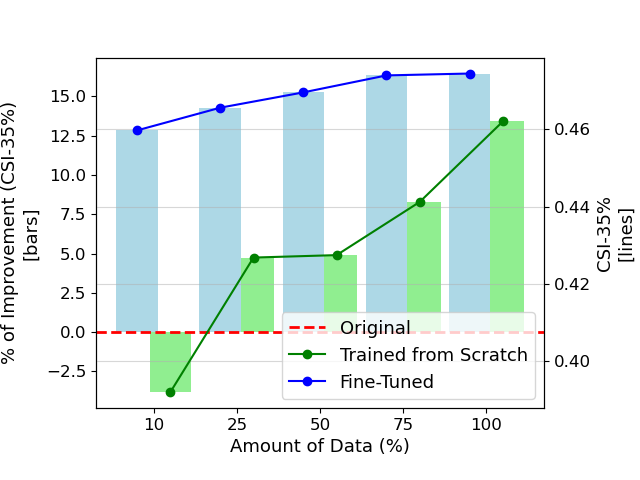 % of Improvement (CSI-35%)
[bars]
15.0
12.5
10.0
7.5
5.0
2.5
0.0
−2.5
0.46
0.44
0.42
0.40
CSI-35%
[lines]
Original
Trained from Scratch
Fine-Tuned
10
25
50
75
100
Amount of Data (%)